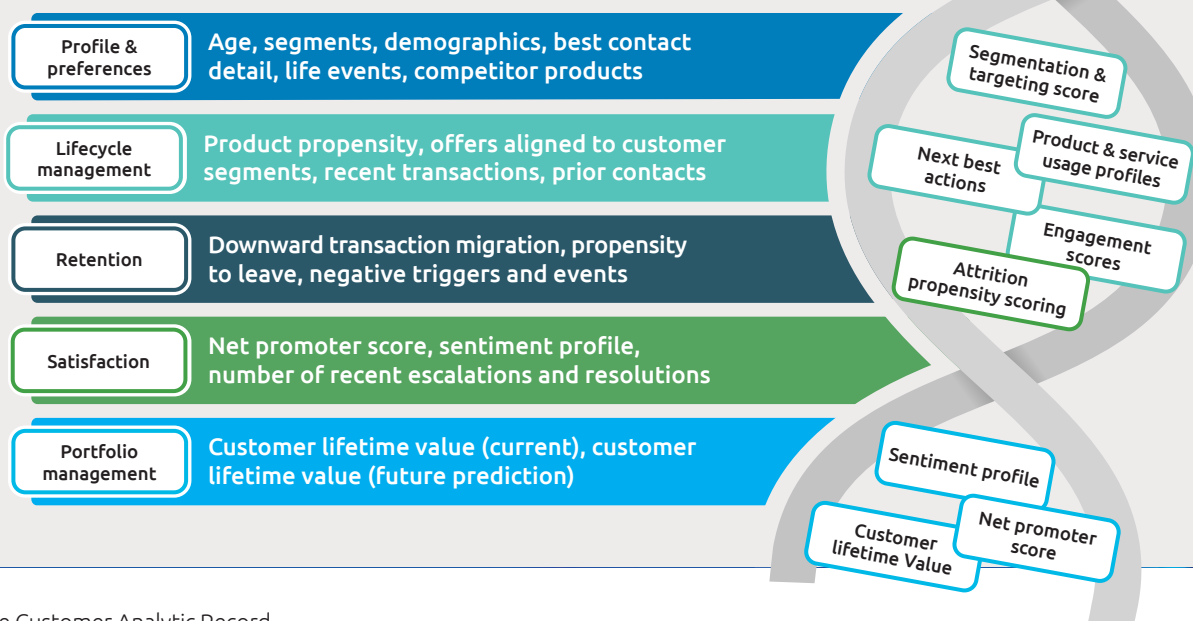 Profile &
preferences
Age, segments, demographics, best contact
detail, life events, competitor products
Lifecycle
management
Product propensity, offers aligned to customer
segments, recent transactions, prior contacts
Retention
Downward transaction migration, propensity
to leave, negative triggers and events
Satisfaction
Net promoter score, sentiment profile,
number of recent escalations and resolutions
Portfolio
management
Customer lifetime value (current), customer
lifetime value (future prediction)
Segmentation &
targeting score
Product & service
usage profiles
Next best
actions
Engagement
scores
Attrition
propensity scoring
Sentiment profile
Net promoter
score
Customer
lifetime Value
Customer Analytic Record